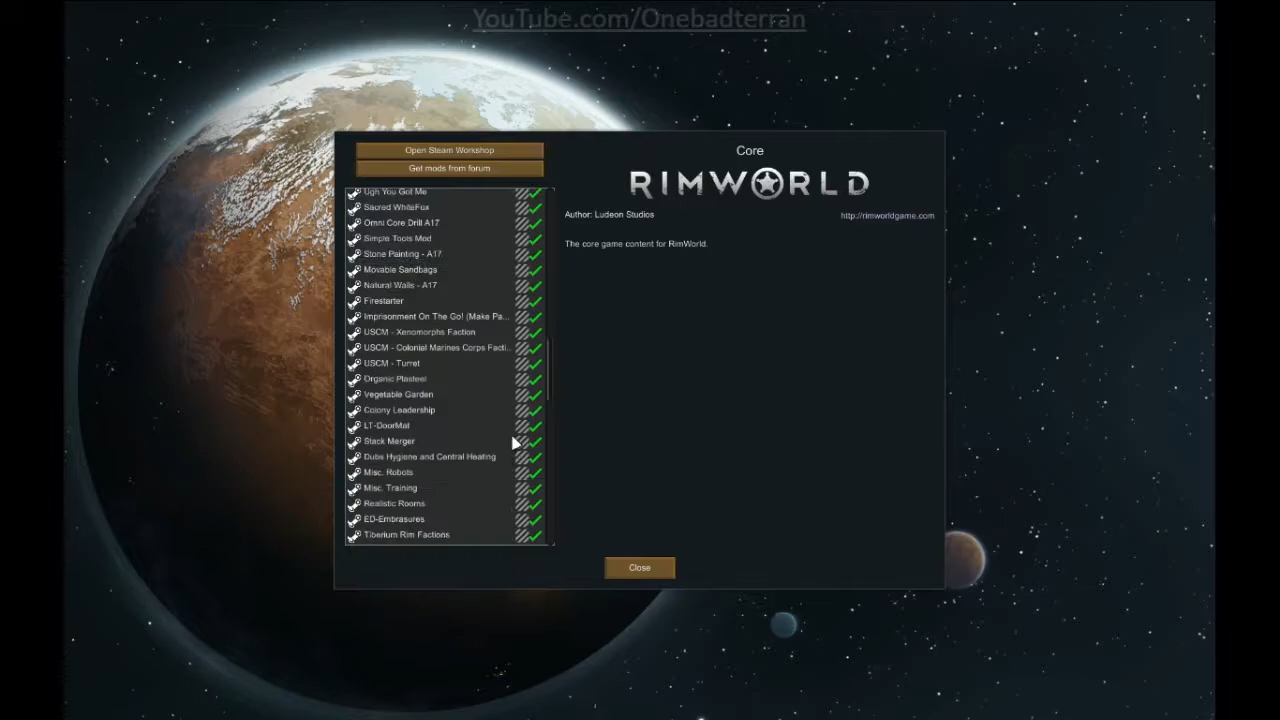 YouTube.com/Onebadterran
Open Steam Workshop
Get mods from forum
Ugh You Got Me
Sacred WhiteFox
Omni Core Drill A17
Simple Tools Mod
Stone Painting - A17
Movable Sandbags
Natural Walls - A17
Firestarter
Imprisonment On The Go! (Make Pa...
USCM - Xenomorphs Faction
USCM - Colonial Marines Corps Facti...
USCM - Turret
Organic Plasteel
Vegetable Garden
Colony Leadership
LT-DoorMat
Stack Merger
Dubs Hygiene and Central Heating
Misc. Robots
Misc. Training
Realistic Rooms
ED-Embrasures
Tiberium Rim Factions
Core
RIMWORLD
Author: Ludeon Studios
http://rimworldgame.com
The core game content for RimWorld.
Close